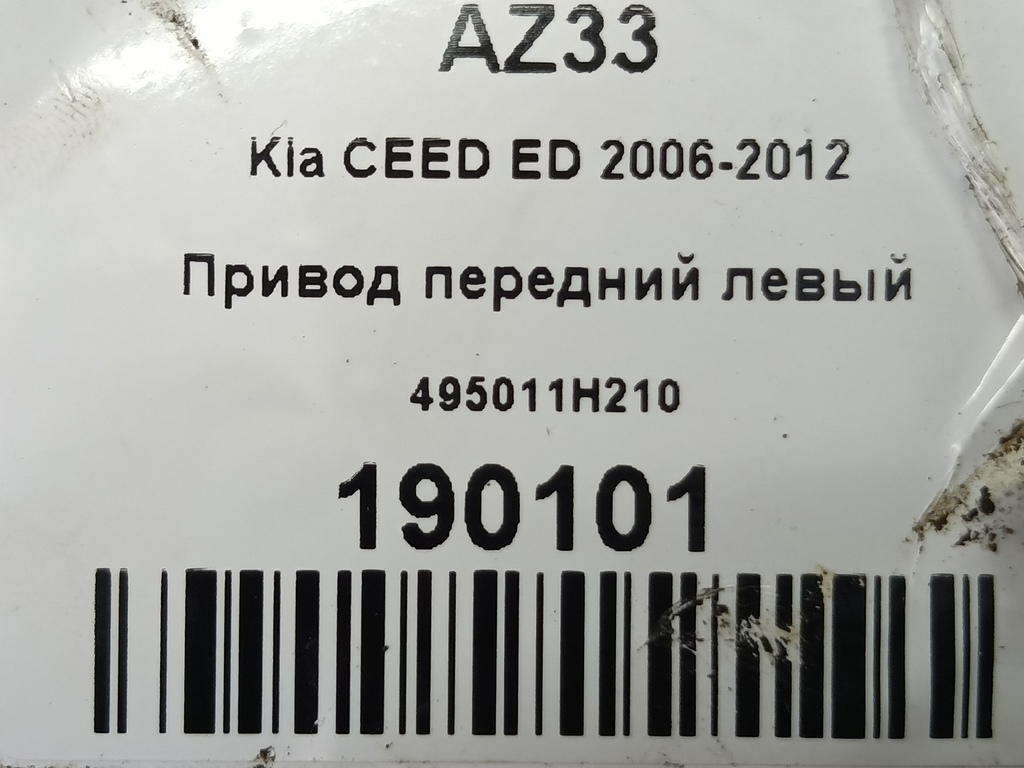 AZ33
Kia CEED ED 2006-2012
Привод передний левый
495011H210
190101